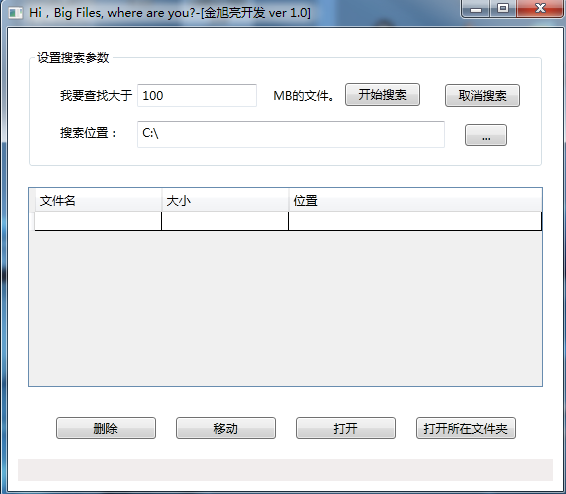 Hi，Big Files, where are you?-[金旭亮开发 ver 1.0]
设置搜索参数
我要查找大于 100 MB的文件。 开始搜索 取消搜索
搜索位置： C:\ ...
文件名 大小 位置
删除 移动 打开 打开所在文件夹